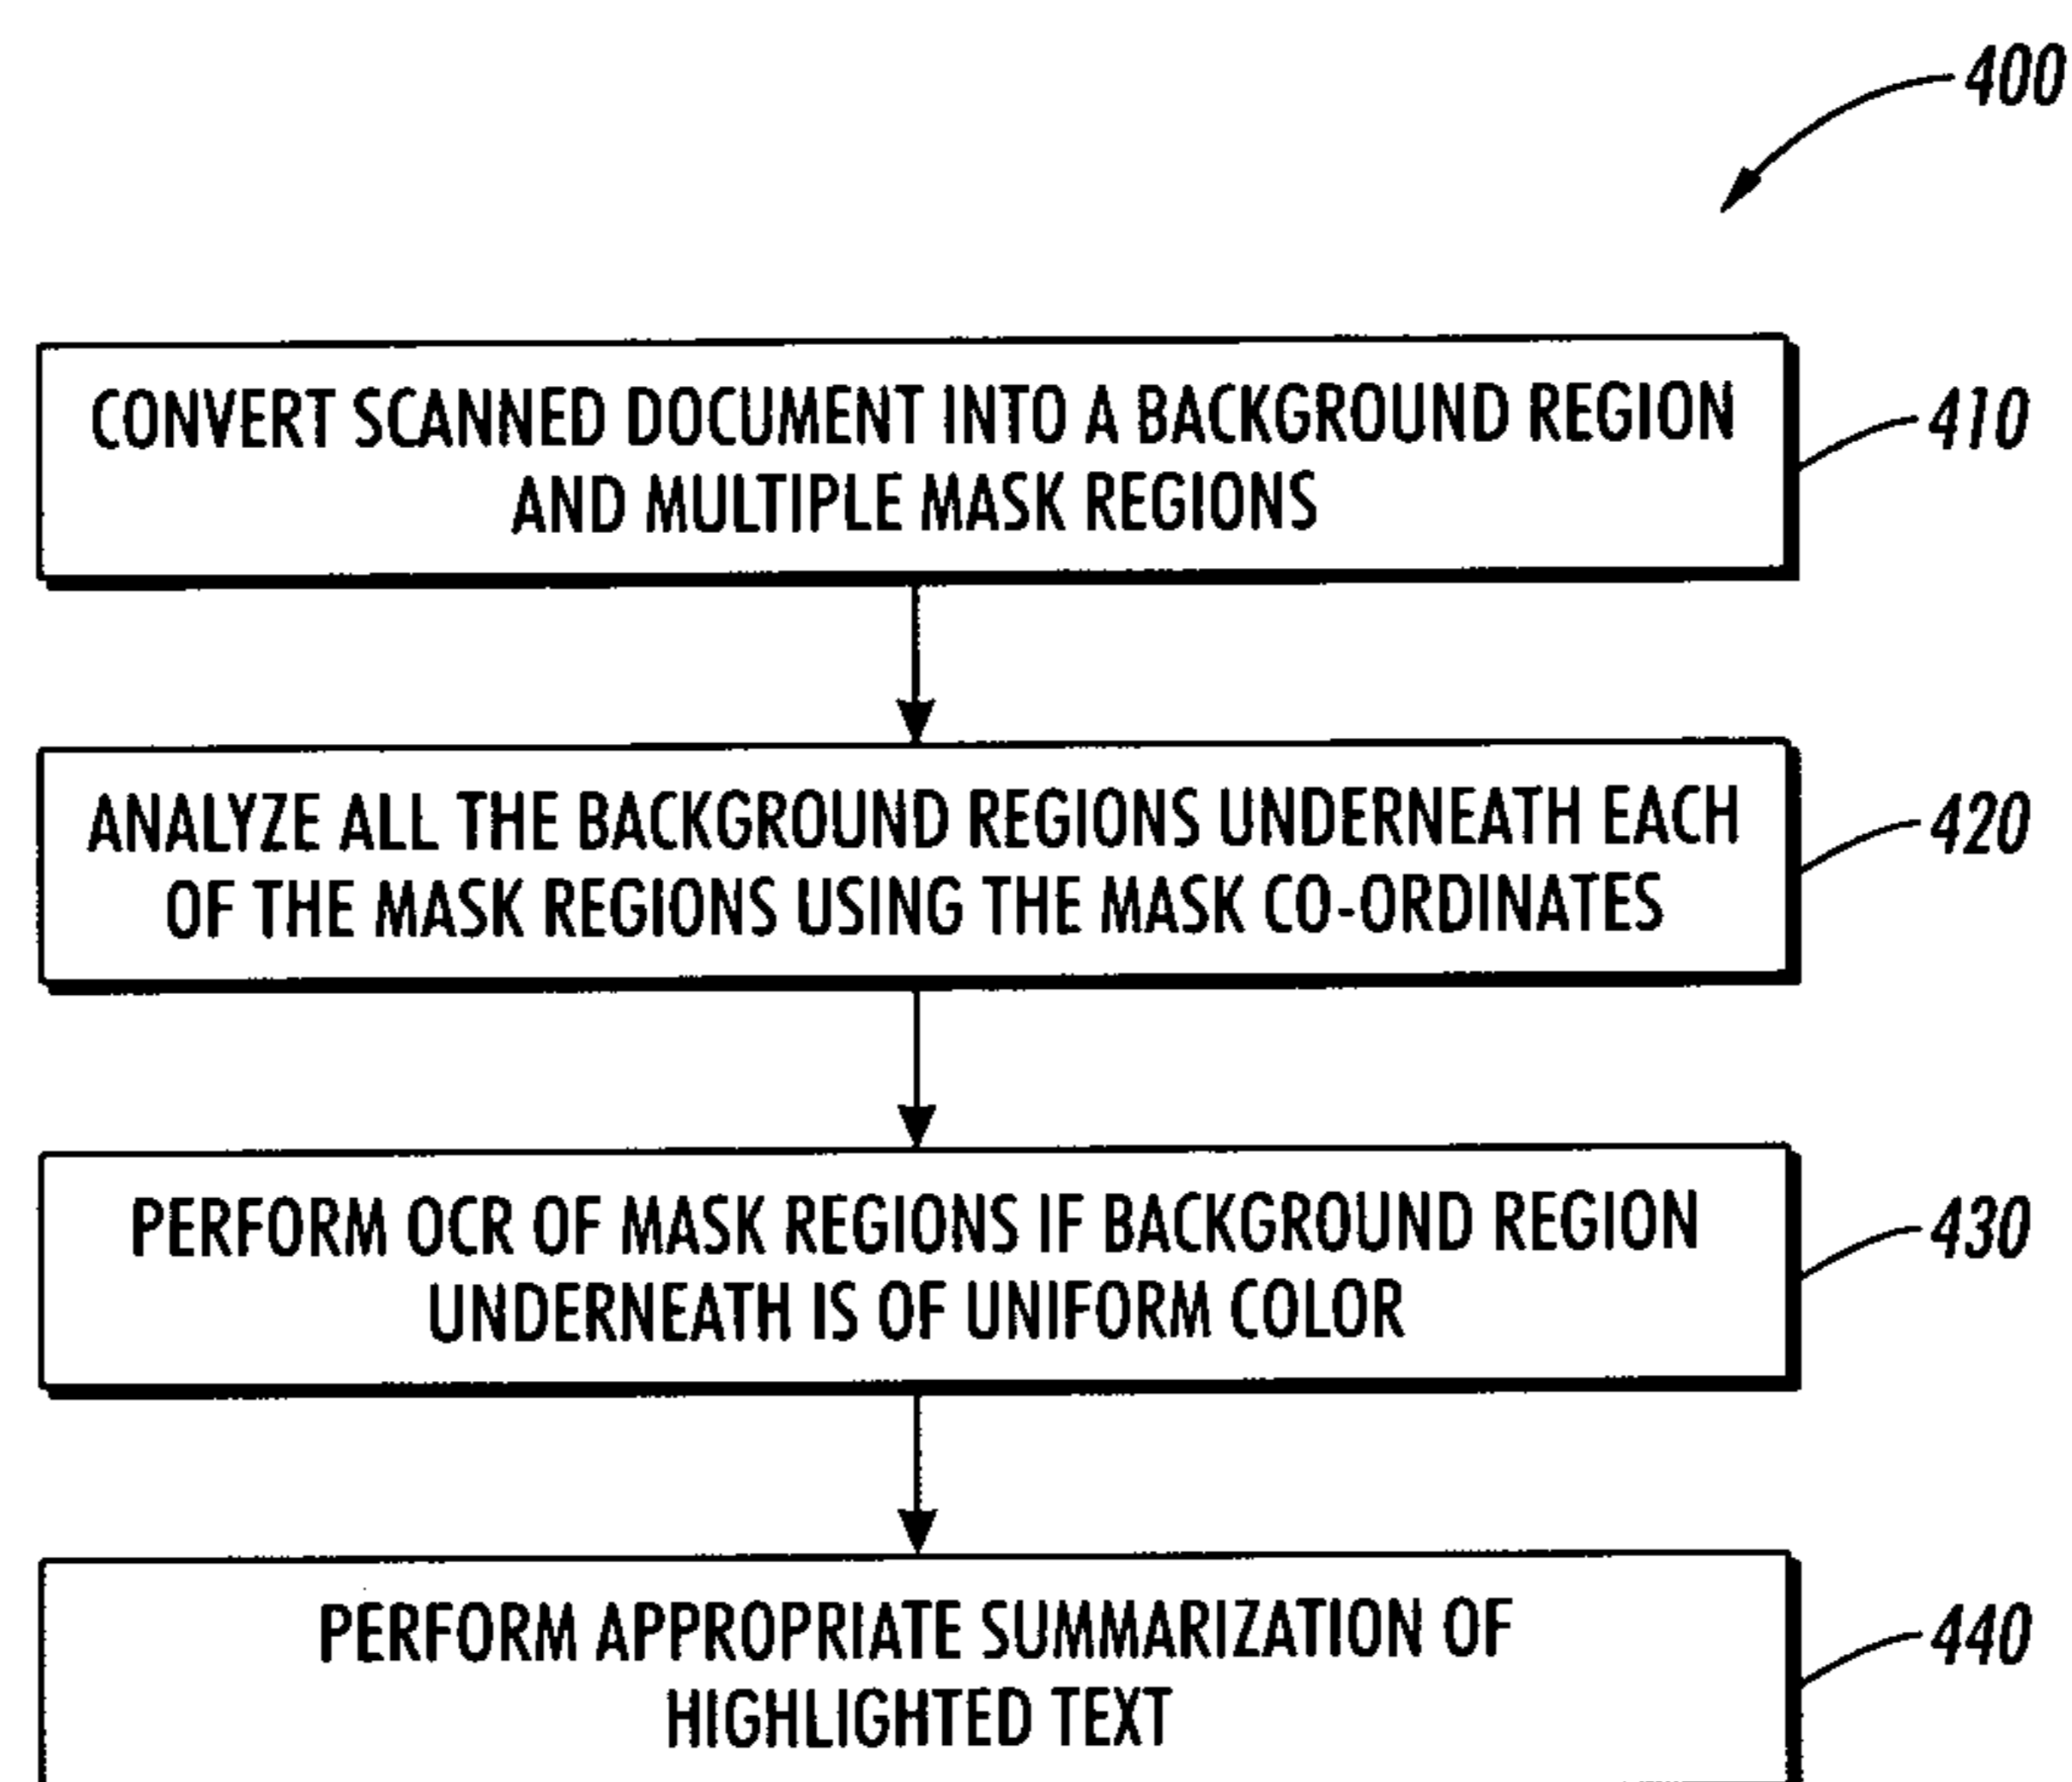 400
CONVERT SCANNED DOCUMENT INTO A BACKGROUND REGION
AND MULTIPLE MASK REGIONS
410
ANALYZE ALL THE BACKGROUND REGIONS UNDERNEATH EACH
OF THE MASK REGIONS USING THE MASK CO-ORDINATES
420
PERFORM OCR OF MASK REGIONS IF BACKGROUND REGION
UNDERNEATH IS OF UNIFORM COLOR
430
PERFORM APPROPRIATE SUMMARIZATION OF
HIGHLIGHTED TEXT
440